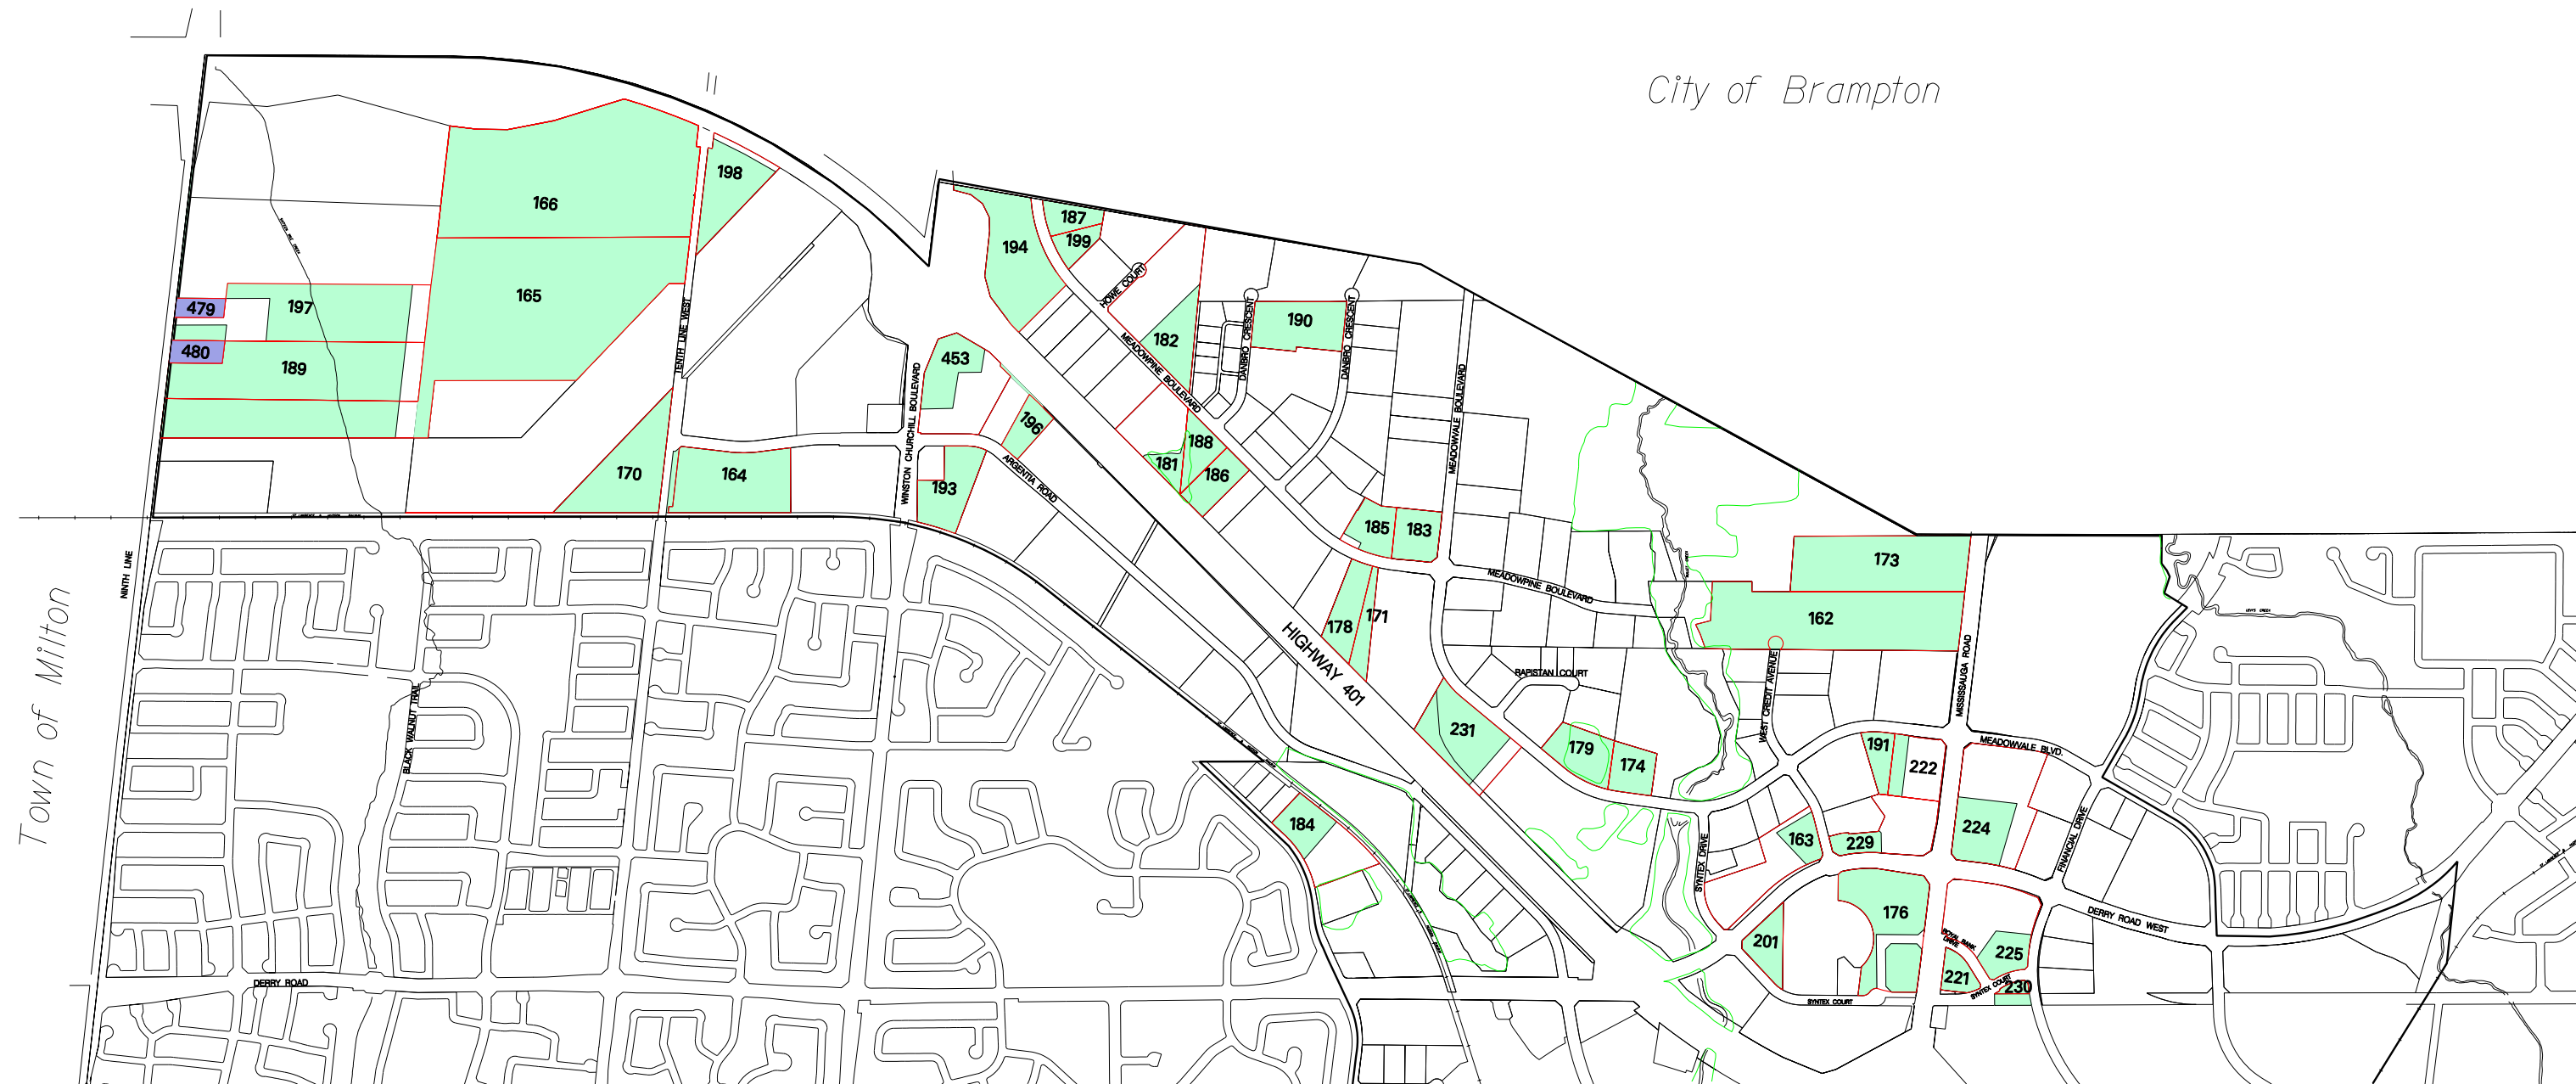 City of Brampton
198
166
187
194
199
HOWE COURT
165
479
197
TENTH LINE WEST
190
DANBRO CRESCENT
DANBRO CRESCENT
182
MEADOWPINE BOULEVARD
480
189
453
WINSTON CHURCHILL BOULEVARD
MEADOWVALE BOULEVARD
196
188
181
186
170
164
193
ARGENTIA ROAD
185
183
NINTH LINE
173
MEADOWPINE BOULEVARD
178
171
162
Town of Milton
HIGHWAY 401
RAPISTAN COURT
WEST CREDIT AVENUE
MISSISSAUGA ROAD
BLACK WALNUT TRAIL
231
179
174
191
222
MEADOWVALE BLVD.
184
163
229
224
FINANCIAL DRIVE
SYNTEX DRIVE
176
DERRY ROAD WEST
201
ROYAL BANK
DRIVE
225
221
230
SYNTEX COURT
SYNTEX COURT
DERRY ROAD